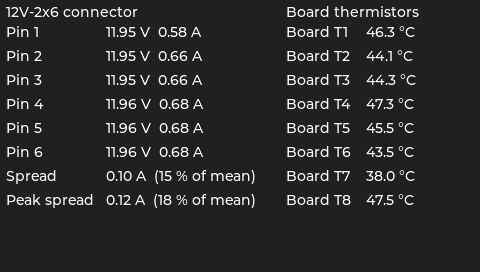 12V-2x6 connector
Pin 1 11.95 V 0.58 A
Pin 2 11.95 V 0.66 A
Pin 3 11.95 V 0.66 A
Pin 4 11.96 V 0.68 A
Pin 5 11.96 V 0.68 A
Pin 6 11.96 V 0.68 A
Spread 0.10 A (15 % of mean)
Peak spread 0.12 A (18 % of mean)
Board thermistors
Board T1 46.3 °C
Board T2 44.1 °C
Board T3 44.3 °C
Board T4 47.3 °C
Board T5 45.5 °C
Board T6 43.5 °C
Board T7 38.0 °C
Board T8 47.5 °C